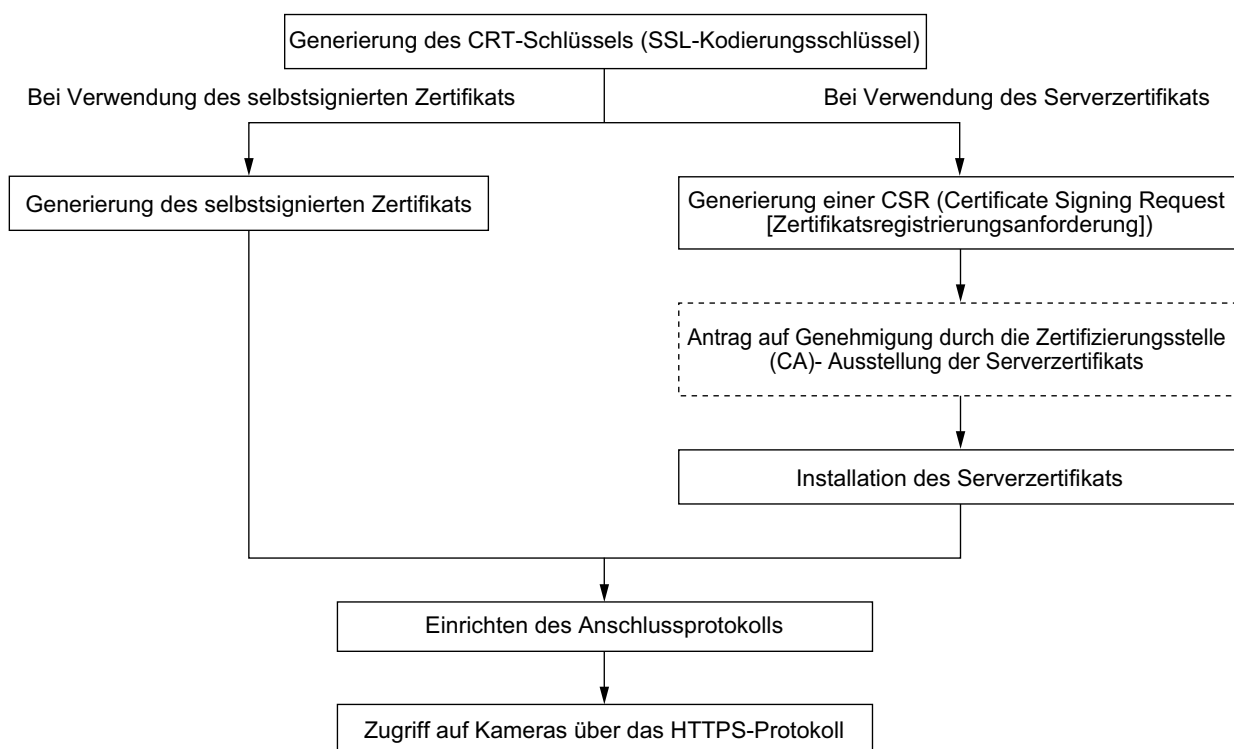 Generierung des CRT-Schlüssels (SSL-Kodierungsschlüssel)
Bei Verwendung des selbstsignierten Zertifikats
Bei Verwendung des Serverzertifikats
Generierung des selbstsignierten Zertifikats
Generierung einer CSR (Certificate Signing Request
[Zertifikatsregistrierungsanforderung])
Antrag auf Genehmigung durch die Zertifizierungsstelle
(CA)- Ausstellung der Serverzertifikats
Installation des Serverzertifikats
Einrichten des Anschlussprotokolls
Zugriff auf Kameras über das HTTPS-Protokoll